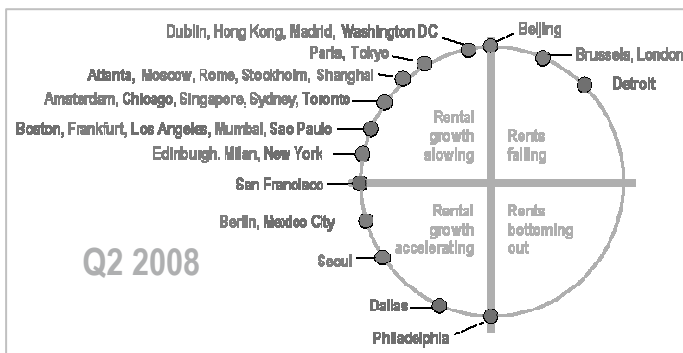 Dublin, Hong Kong, Madrid, Washington DC
Beijing
Paris, Tokyo
Brussels, London
Atlanta, Moscow, Rome, Stockholm, Shanghai
Detroit
Amsterdam, Chicago, Singapore, Sydney, Toronto
Boston, Frankfurt, Los Angeles, Mumbai, Sao Paulo
Rental
growth
slowing
Rents
falling
Edinburgh. Milan, New York
San Francisco
Berlin, Mexico City
Rental
growth
accelerating
Rents
bottoming
out
Q2 2008
Seoul
Dallas
Philadelphia